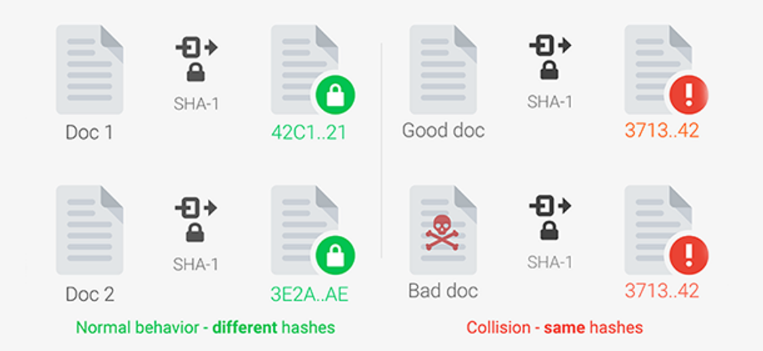 SHA-1
Doc 1
42C1..21
SHA-1
Doc 2
3E2A..AE
Normal behavior - different hashes
SHA-1
Good doc
3713..42
SHA-1
Bad doc
3713..42
Collision - same hashes